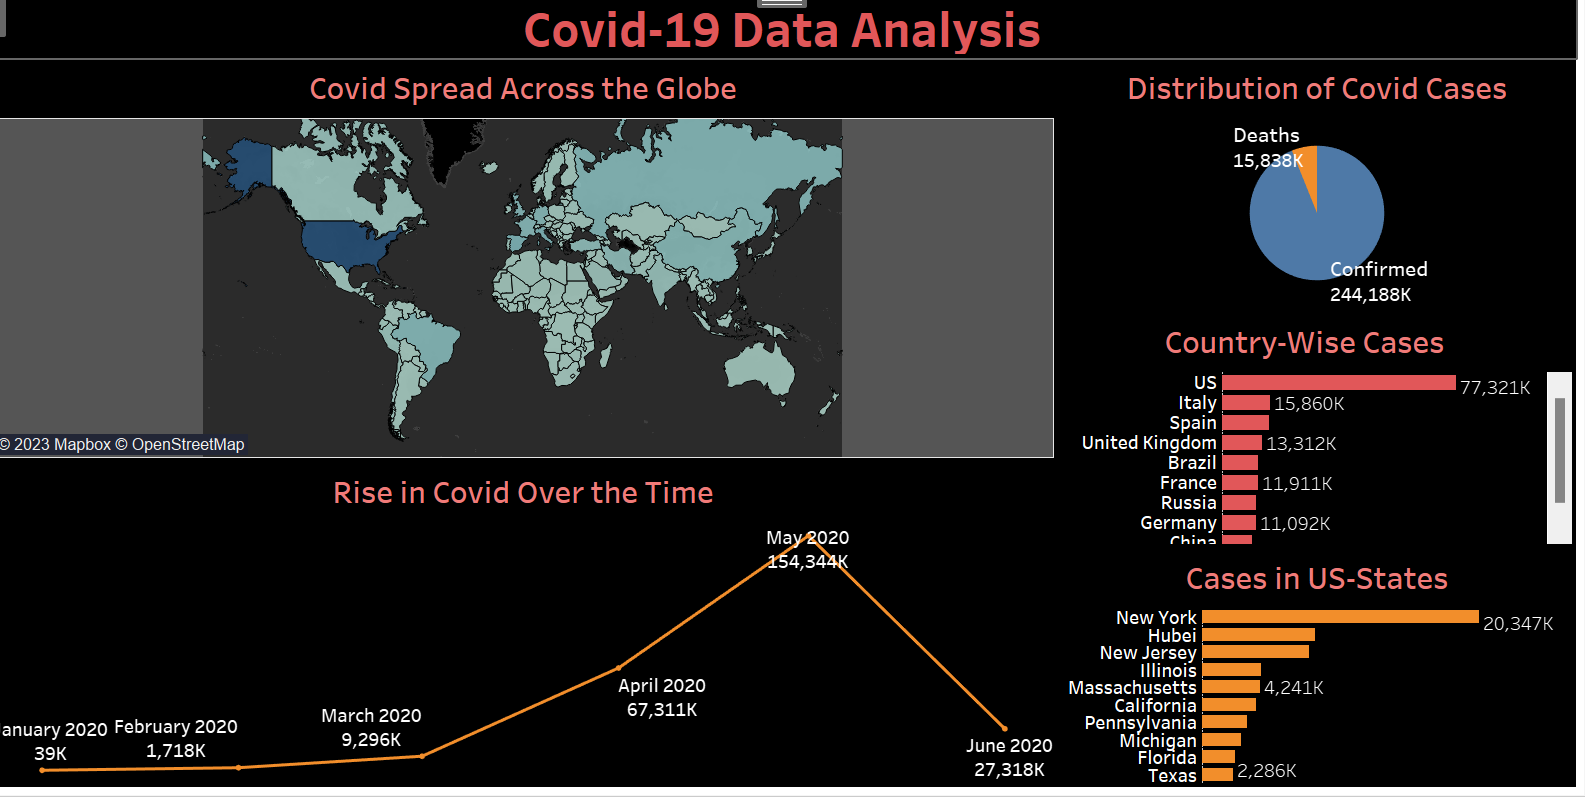 Covid-19 Data Analysis
Covid Spread Across the Globe
© 2023 Mapbox © OpenStreetMap
Distribution of Covid Cases
Deaths
15,838K
Confirmed
244,188K
Country-Wise Cases
US 77,321K
Italy 15,860K
Spain
United Kingdom 13,312K
Brazil
France 11,911K
Russia
Germany 11,092K
China
Rise in Covid Over the Time
anuary 2020
39K
February 2020
1,718K
March 2020
9,296K
April 2020
67,311K
May 2020
154,344K
June 2020
27,318K
Cases in US-States
New York 20,347K
Hubei
New Jersey
Illinois
Massachusetts 4,241K
California
Pennsylvania
Michigan
Florida
Texas 2,286K